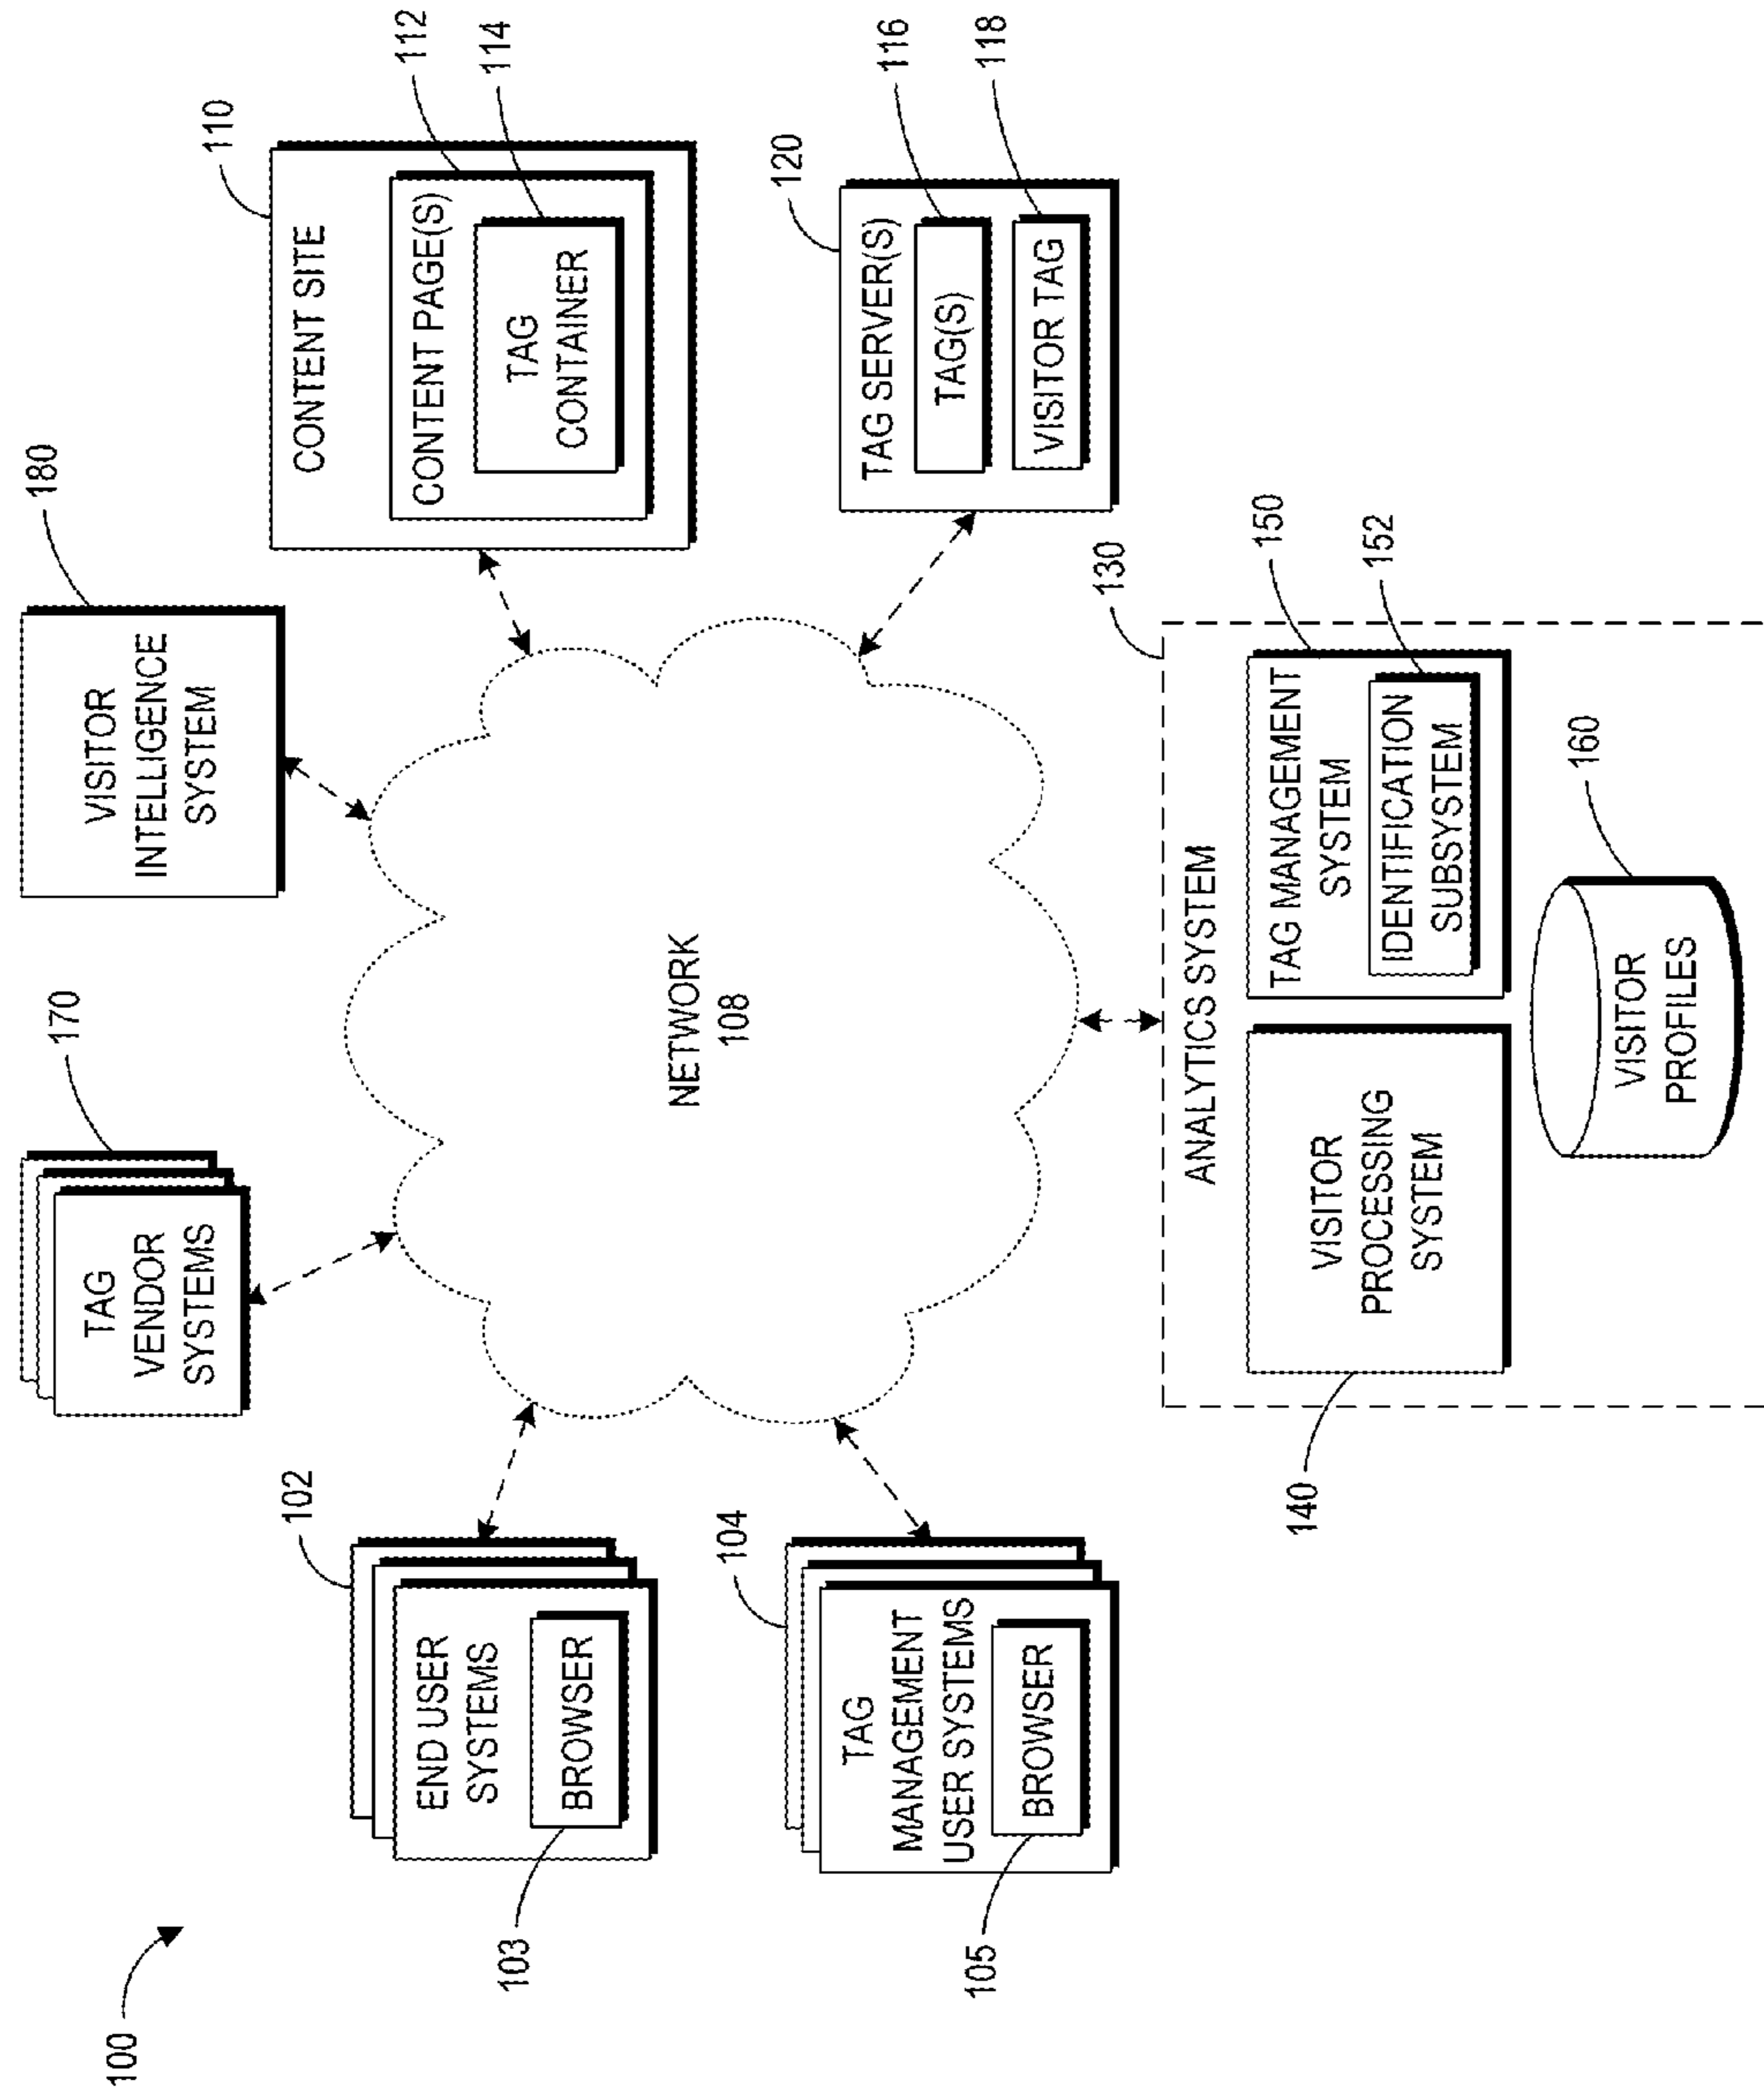 100
170
TAG
VENDOR
SYSTEMS
180
VISITOR
INTELLIGENCE
SYSTEM
102
END USER
SYSTEMS
BROWSER
103
110
CONTENT SITE
112
CONTENT PAGE(S)
114
TAG
CONTAINER
NETWORK
108
104
TAG
MANAGEMENT
USER SYSTEMS
BROWSER
105
120
TAG SERVER(S)
116
TAG(S)
118
VISITOR TAG
130
ANALYTICS SYSTEM
140
VISITOR
PROCESSING
SYSTEM
150
TAG MANAGEMENT
SYSTEM
152
IDENTIFICATION
SUBSYSTEM
160
VISITOR
PROFILES